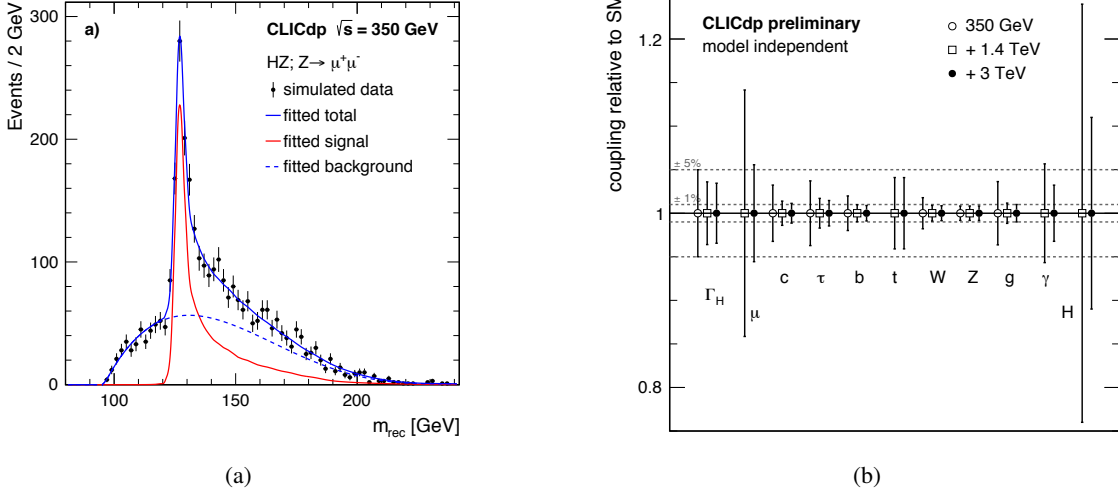 Events / 2 GeV
300
200
100
0
a)
CLICdp √s = 350 GeV
HZ; Z→ μ⁺μ⁻
simulated data
fitted total
fitted signal
fitted background
100
150
200
m_rec [GeV]
(a)
coupling relative to SM
1.2
1
0.8
CLICdp preliminary
model independent
350 GeV
+ 1.4 TeV
+ 3 TeV
± 5%
± 1%
Γ_H
μ
c
τ
b
t
W
Z
g
γ
H
(b)